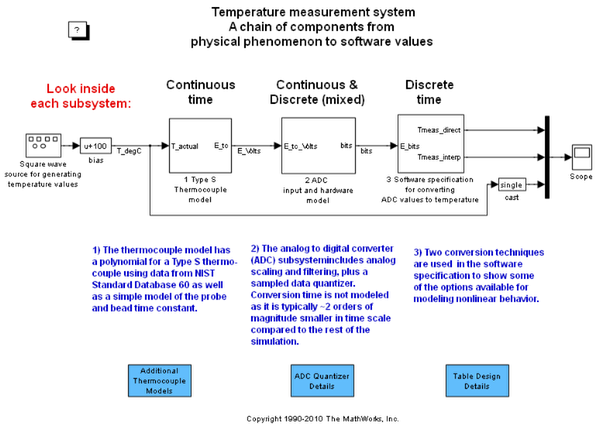 Temperature measurement system
A chain of components from
physical phenomenon to software values
?
Look inside
each subsystem:
Continuous
time
Continuous &
Discrete (mixed)
Discrete
time
Square wave
source for generating
temperature values
u+100
bias
T_degC
T_actual
E_to
1 Type S
Thermocouple
model
E_Volts
E_to_Volts
bits
2 ADC
input and hardware
model
bits
E_bits
Tmeas_direct
Tmeas_interp
3 Software specification
for converting
ADC values to temperature
single
cast
Scope
1) The thermocouple model has
a polynomial for a Type S thermo-
couple using data from NIST
Standard Database 60 as well
as a simple model of the probe
and bead time constant.
2) The analog to digital converter
(ADC) subsystemincludes analog
scaling and filtering, plus a
sampled data quantizer.
Conversion time is not modeled
as it is typically ~2 orders of
magnitude smaller in time scale
compared to the rest of the
simulation.
3) Two conversion techniques
are used in the software
specification to show some
of the options available for
modeling nonlinear behavior.
Additional
Thermocouple
Models
ADC Quantizer
Details
Table Design
Details
Copyright 1990-2010 The MathWorks, Inc.